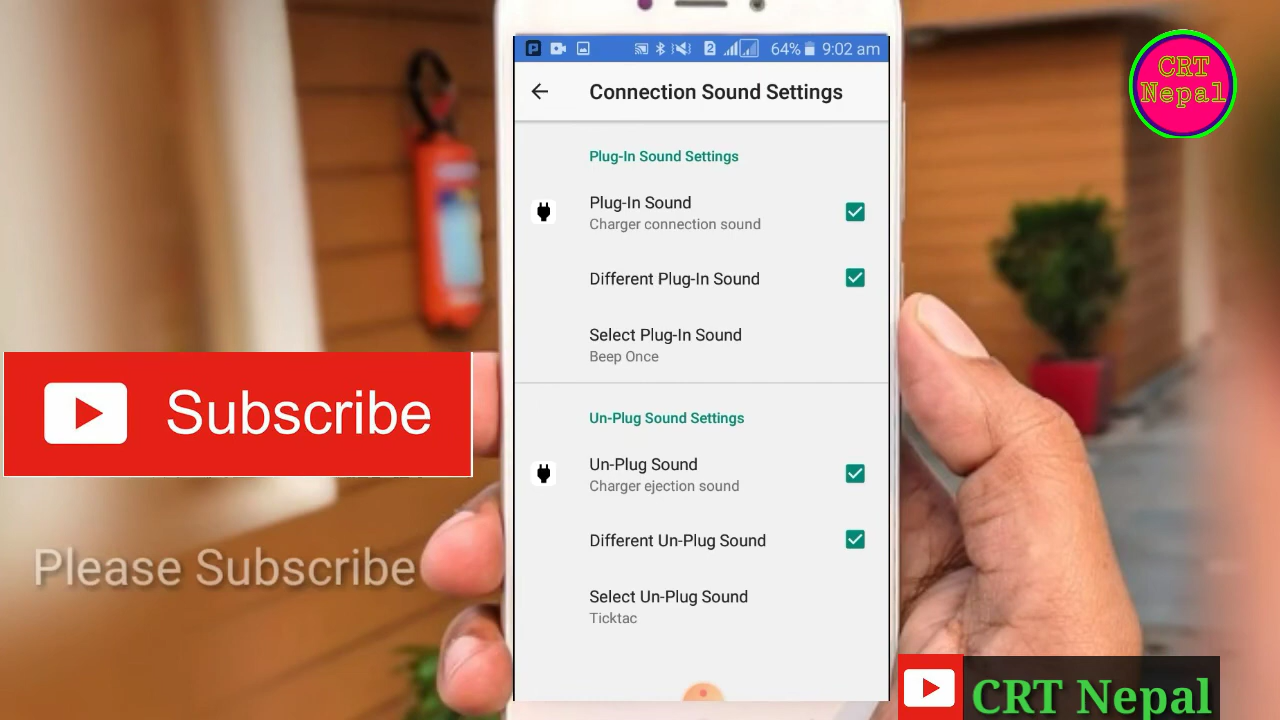 2
64%
9:02 am
Connection Sound Settings
Plug-In Sound Settings
Plug-In Sound
Charger connection sound
Different Plug-In Sound
Select Plug-In Sound
Beep Once
Un-Plug Sound Settings
Un-Plug Sound
Charger ejection sound
Different Un-Plug Sound
Select Un-Plug Sound
Ticktac
Subscribe
Please Subscribe
CRT
Nepal
CRT Nepal